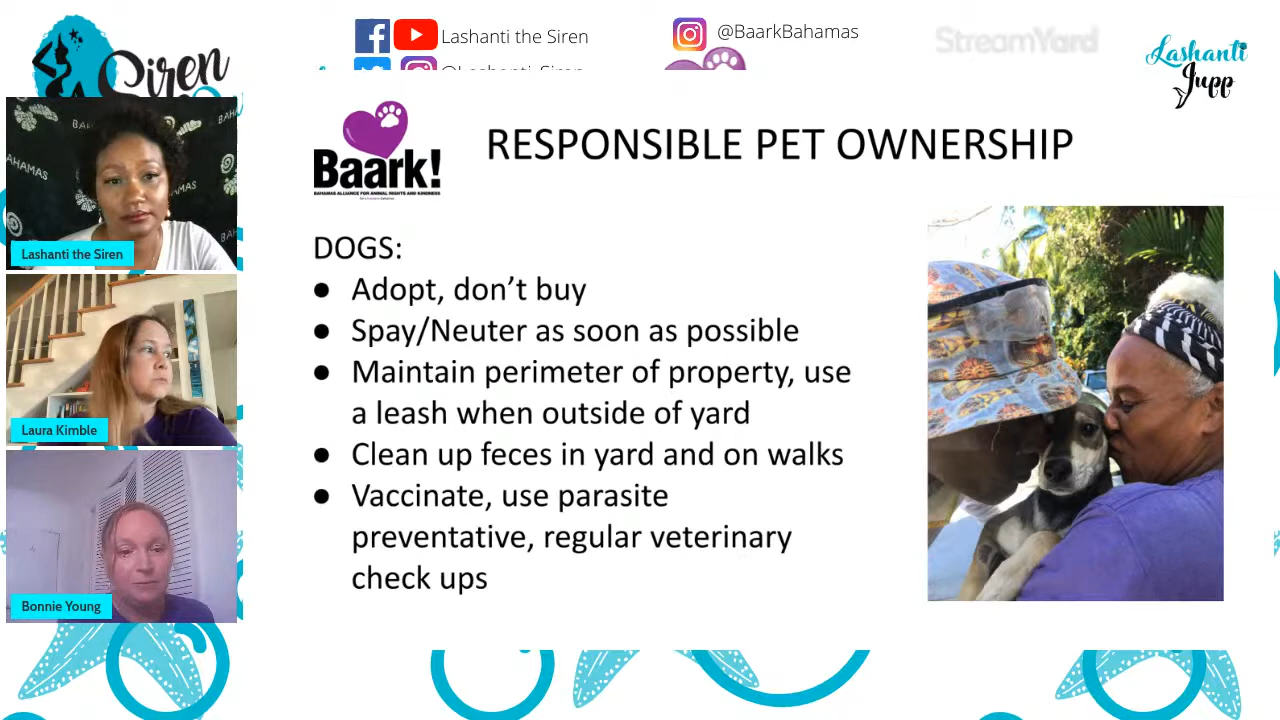 Lashanti the Siren
@BaarkBahamas
StreamYard
Siren
Lashanti
Jupp
BAHAMAS
Lashanti the Siren
Laura Kimble
Bonnie Young
Baark!
BAHAMAS ALLIANCE FOR ANIMAL RIGHTS AND KINDNESS
RESPONSIBLE PET OWNERSHIP
DOGS:
● Adopt, don’t buy
● Spay/Neuter as soon as possible
● Maintain perimeter of property, use
a leash when outside of yard
● Clean up feces in yard and on walks
● Vaccinate, use parasite
preventative, regular veterinary
check ups